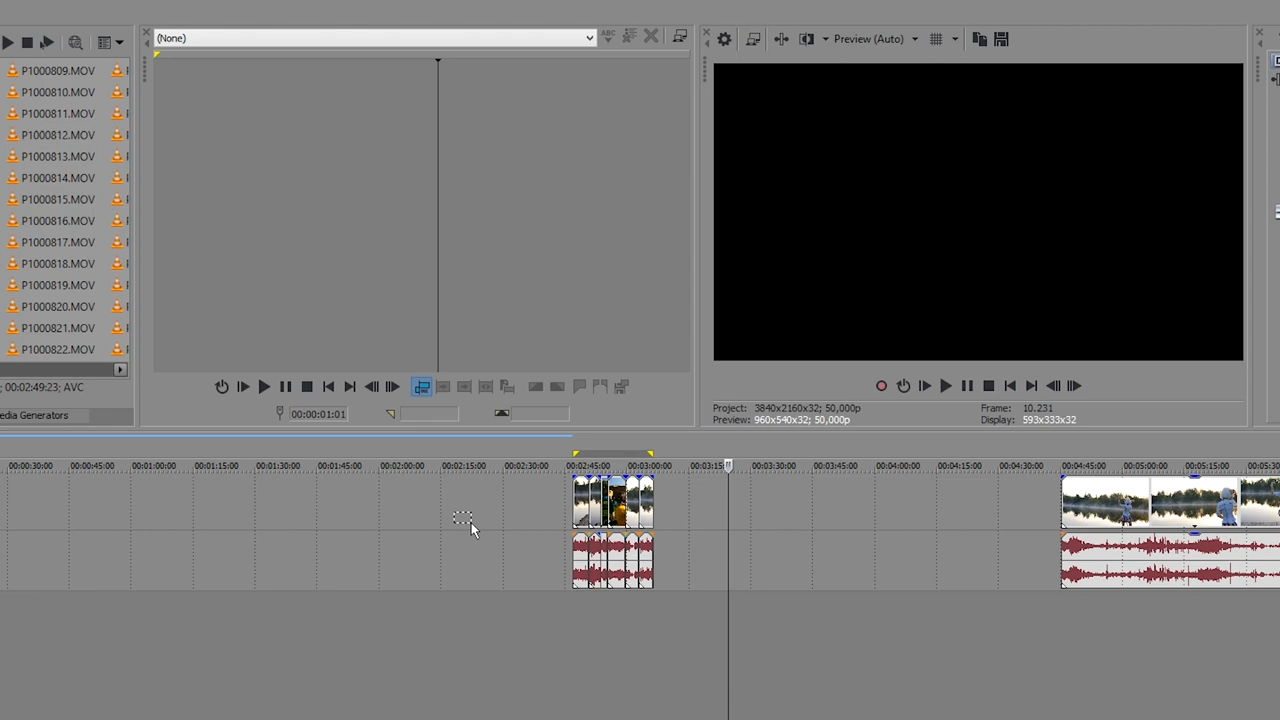 (None)
Preview (Auto)
P1000809.MOV
P1000810.MOV
P1000811.MOV
P1000812.MOV
P1000813.MOV
P1000814.MOV
P1000815.MOV
P1000816.MOV
P1000817.MOV
P1000818.MOV
P1000819.MOV
P1000820.MOV
P1000821.MOV
P1000822.MOV
; 00:02:49:23; AVC
edia Generators
00:00:01:01
Project: 3840x2160x32; 50,000p
Preview: 960x540x32; 50,000p
Frame: 10.231
Display: 593x333x32
00:00:30:00 00:00:45:00 00:01:00:00 00:01:15:00 00:01:30:00 00:01:45:00 00:02:00:00 00:02:15:00 00:02:30:00 00:02:45:00 00:03:00:00 00:03:15 00:03:30:00 00:03:45:00 00:04:00:00 00:04:15:00 00:04:30:00 00:04:45:00 00:05:00:00 00:05:15:00 00:05:30